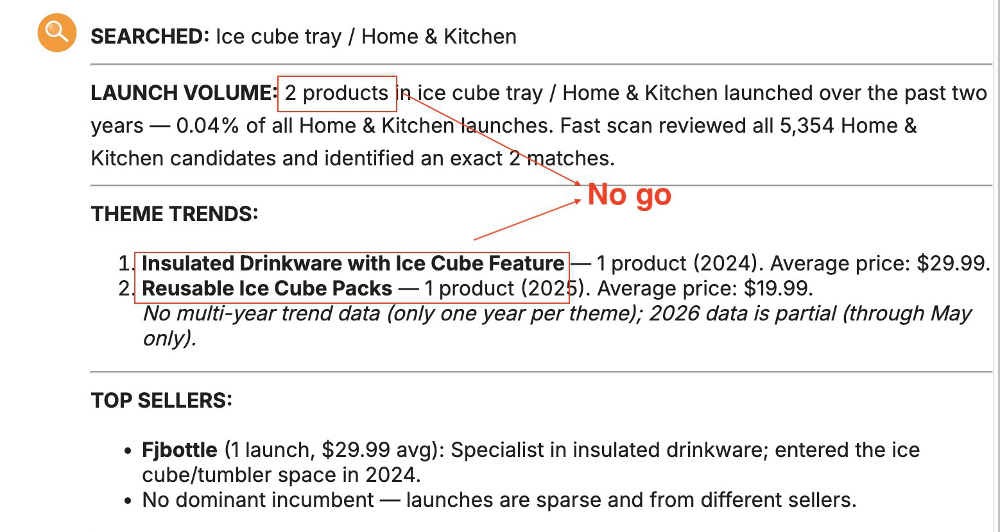 SEARCHED: Ice cube tray / Home & Kitchen
LAUNCH VOLUME: 2 products in ice cube tray / Home & Kitchen launched over the past two
years — 0.04% of all Home & Kitchen launches. Fast scan reviewed all 5,354 Home &
Kitchen candidates and identified an exact 2 matches.
No go
THEME TRENDS:
1. Insulated Drinkware with Ice Cube Feature — 1 product (2024). Average price: $29.99.
2. Reusable Ice Cube Packs — 1 product (2025). Average price: $19.99.
No multi-year trend data (only one year per theme); 2026 data is partial (through May
only).
TOP SELLERS:
• Fjbottle (1 launch, $29.99 avg): Specialist in insulated drinkware; entered the ice
cube/tumbler space in 2024.
• No dominant incumbent — launches are sparse and from different sellers.